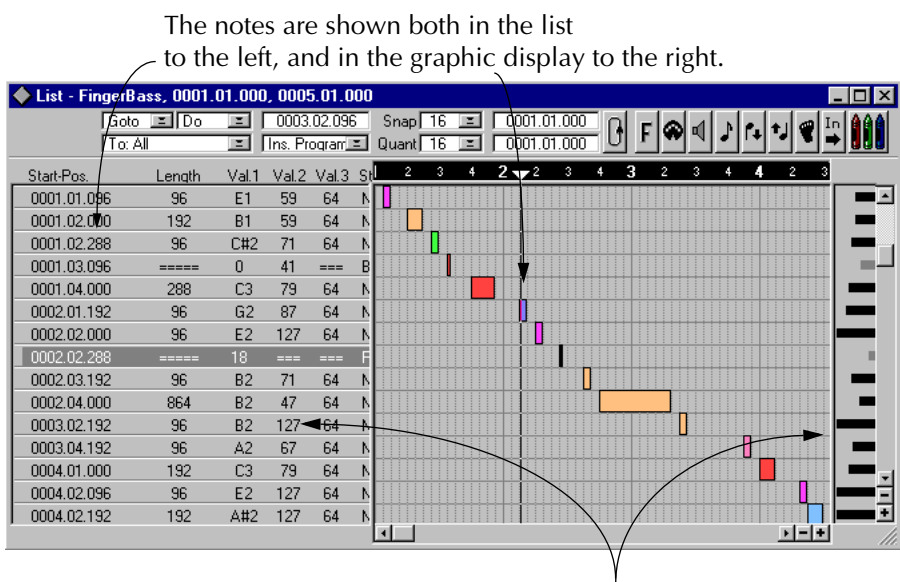 The notes are shown both in the list
to the left, and in the graphic display to the right.
List - FingerBass, 0001.01.000, 0005.01.000
Goto Do 0003.02.096 Snap 16 0001.01.000 F In
To: All Ins. Program Quant 16 0001.01.000
Start-Pos. Length Val.1 Val.2 Val.3 St 2 3 4 2 2 3 4 3 2 3 4 4 2 3
0001.01.096 96 E1 59 64 N
0001.02.000 192 B1 59 64 N
0001.02.288 96 C#2 71 64 N
0001.03.096 ===== 0 41 === B
0001.04.000 288 C3 79 64 N
0002.01.192 96 G2 87 64 N
0002.02.000 96 E2 127 64 N
0002.02.288 ===== 18 === === F
0002.03.192 96 B2 71 64 N
0002.04.000 864 B2 47 64 N
0003.02.192 96 B2 127 64 N
0003.04.192 96 A2 67 64 N
0004.01.000 192 C3 79 64 N
0004.02.096 96 E2 127 64 N
0004.02.192 192 A#2 127 64 N